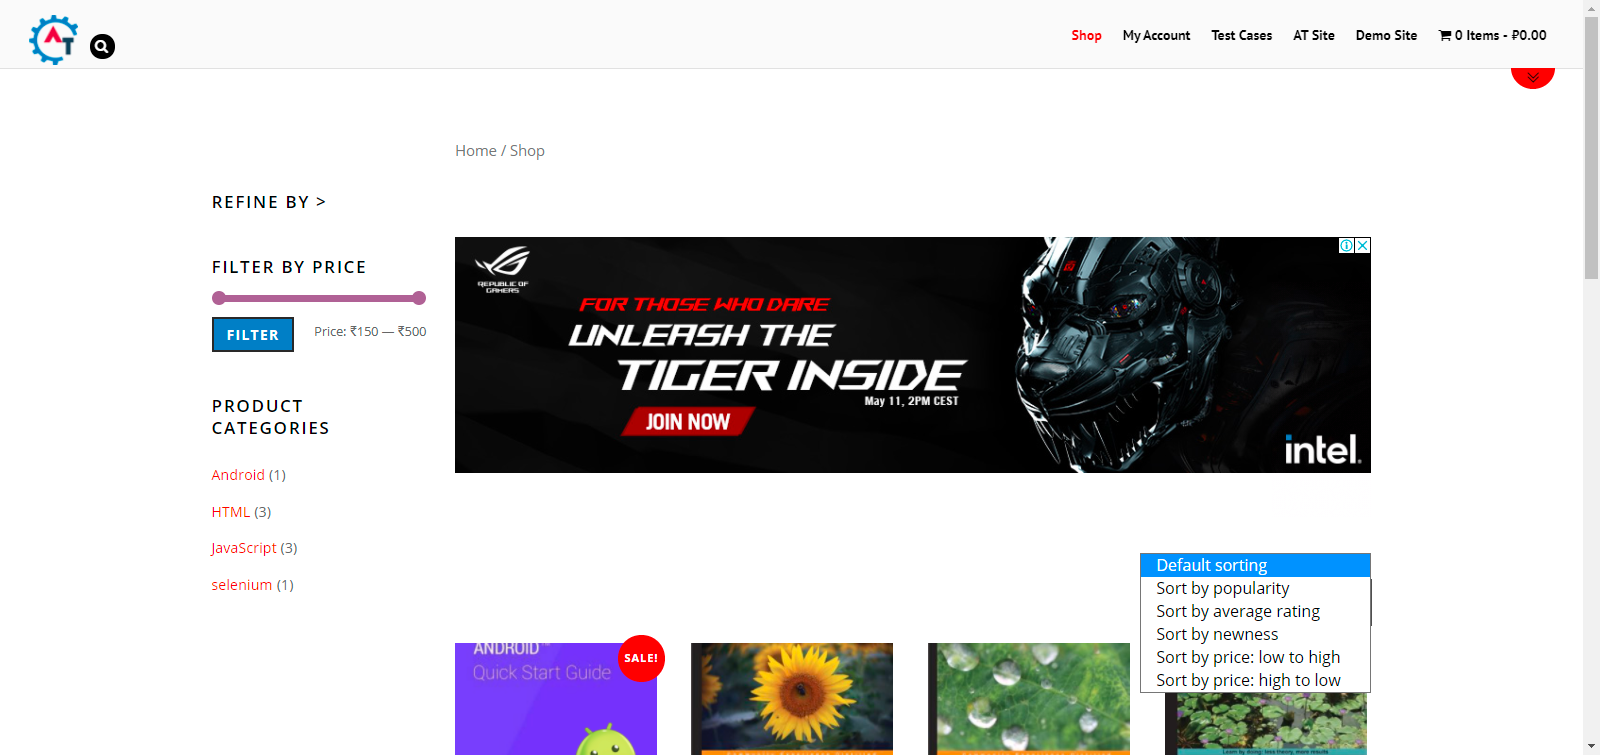 AT
Shop
My Account
Test Cases
AT Site
Demo Site
0 Items - ₽0.00
Home / Shop
REFINE BY >
FILTER BY PRICE
FILTER
Price: ₹150 — ₹500
PRODUCT
CATEGORIES
Android (1)
HTML (3)
JavaScript (3)
selenium (1)
REPUBLIC OF
GAMERS
FOR THOSE WHO DARE
UNLEASH THE
TIGER INSIDE
May 11, 2PM CEST
JOIN NOW
intel.
Default sorting
Sort by popularity
Sort by average rating
Sort by newness
Sort by price: low to high
Sort by price: high to low
ANDROID™
Quick Start Guide
SALE!
Learn by doing: less theory, more results